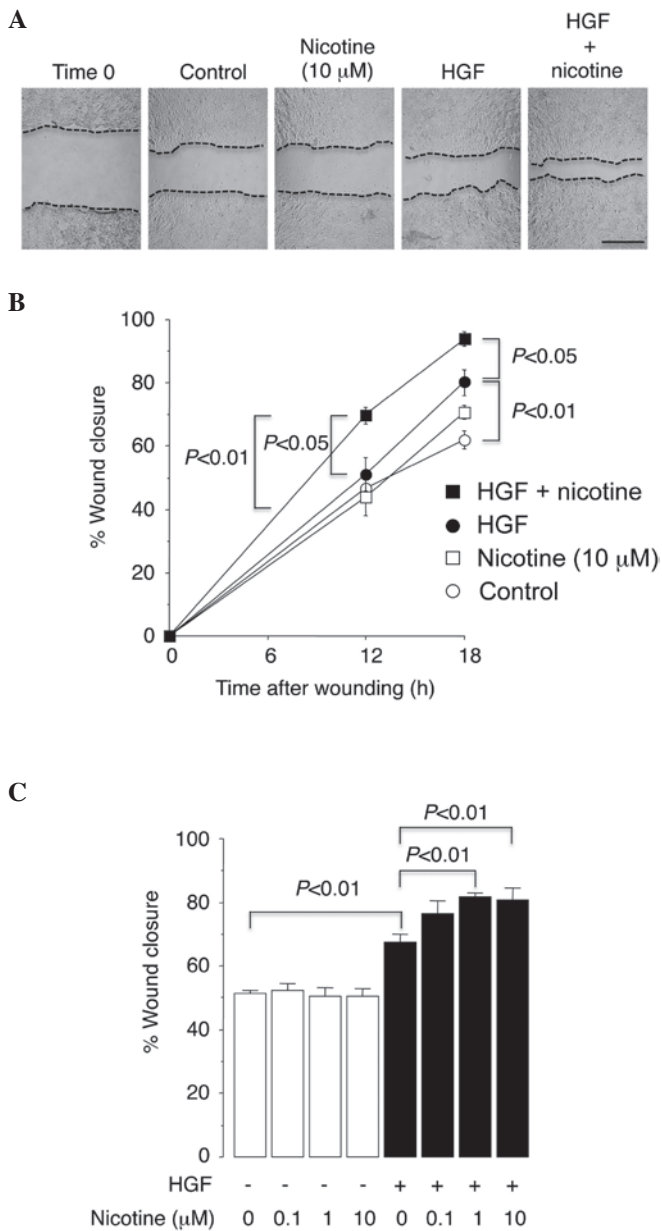 A
Time 0
Control
Nicotine
(10 µM)
HGF
HGF
+
nicotine
B
100
80
60
40
20
0
% Wound closure
0 6 12 18
Time after wounding (h)
P<0.01
P<0.05
P<0.05
P<0.01
HGF + nicotine
HGF
Nicotine (10 µM)
Control
C
100
80
60
40
20
0
% Wound closure
P<0.01
P<0.01
P<0.01
HGF - - - - + + + +
Nicotine (µM) 0 0.1 1 10 0 0.1 1 10